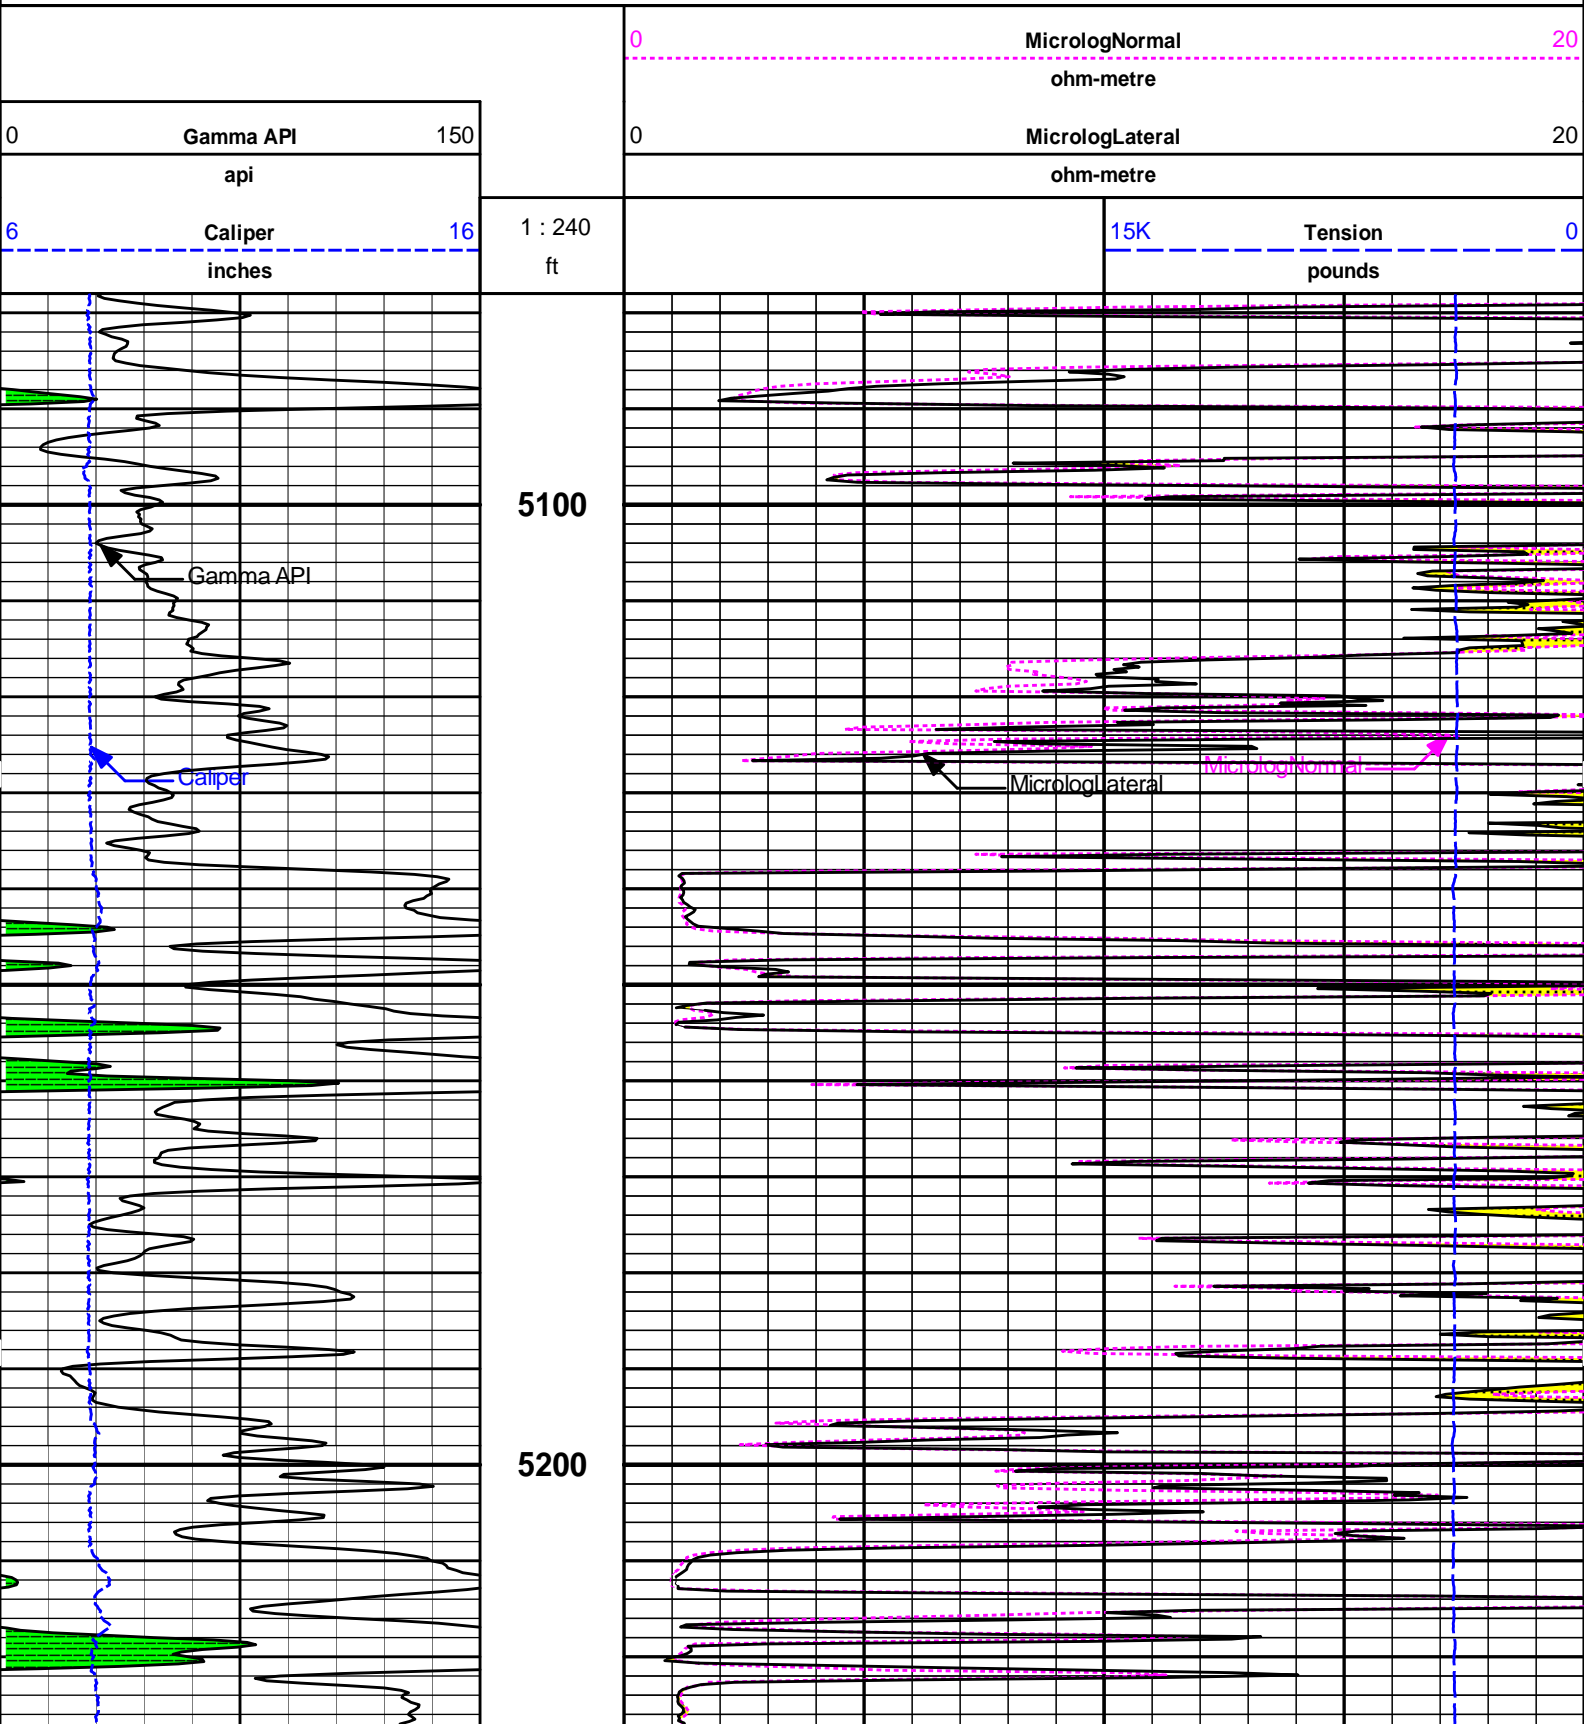 0 MicrologNormal 20
ohm-metre
0 Gamma API 150
0 MicrologLateral 20
api
ohm-metre
6 Caliper 16
1 : 240
15K Tension 0
inches
ft
pounds
5100
Gamma API
Caliper
MicrologNormal
MicrologLateral
5200